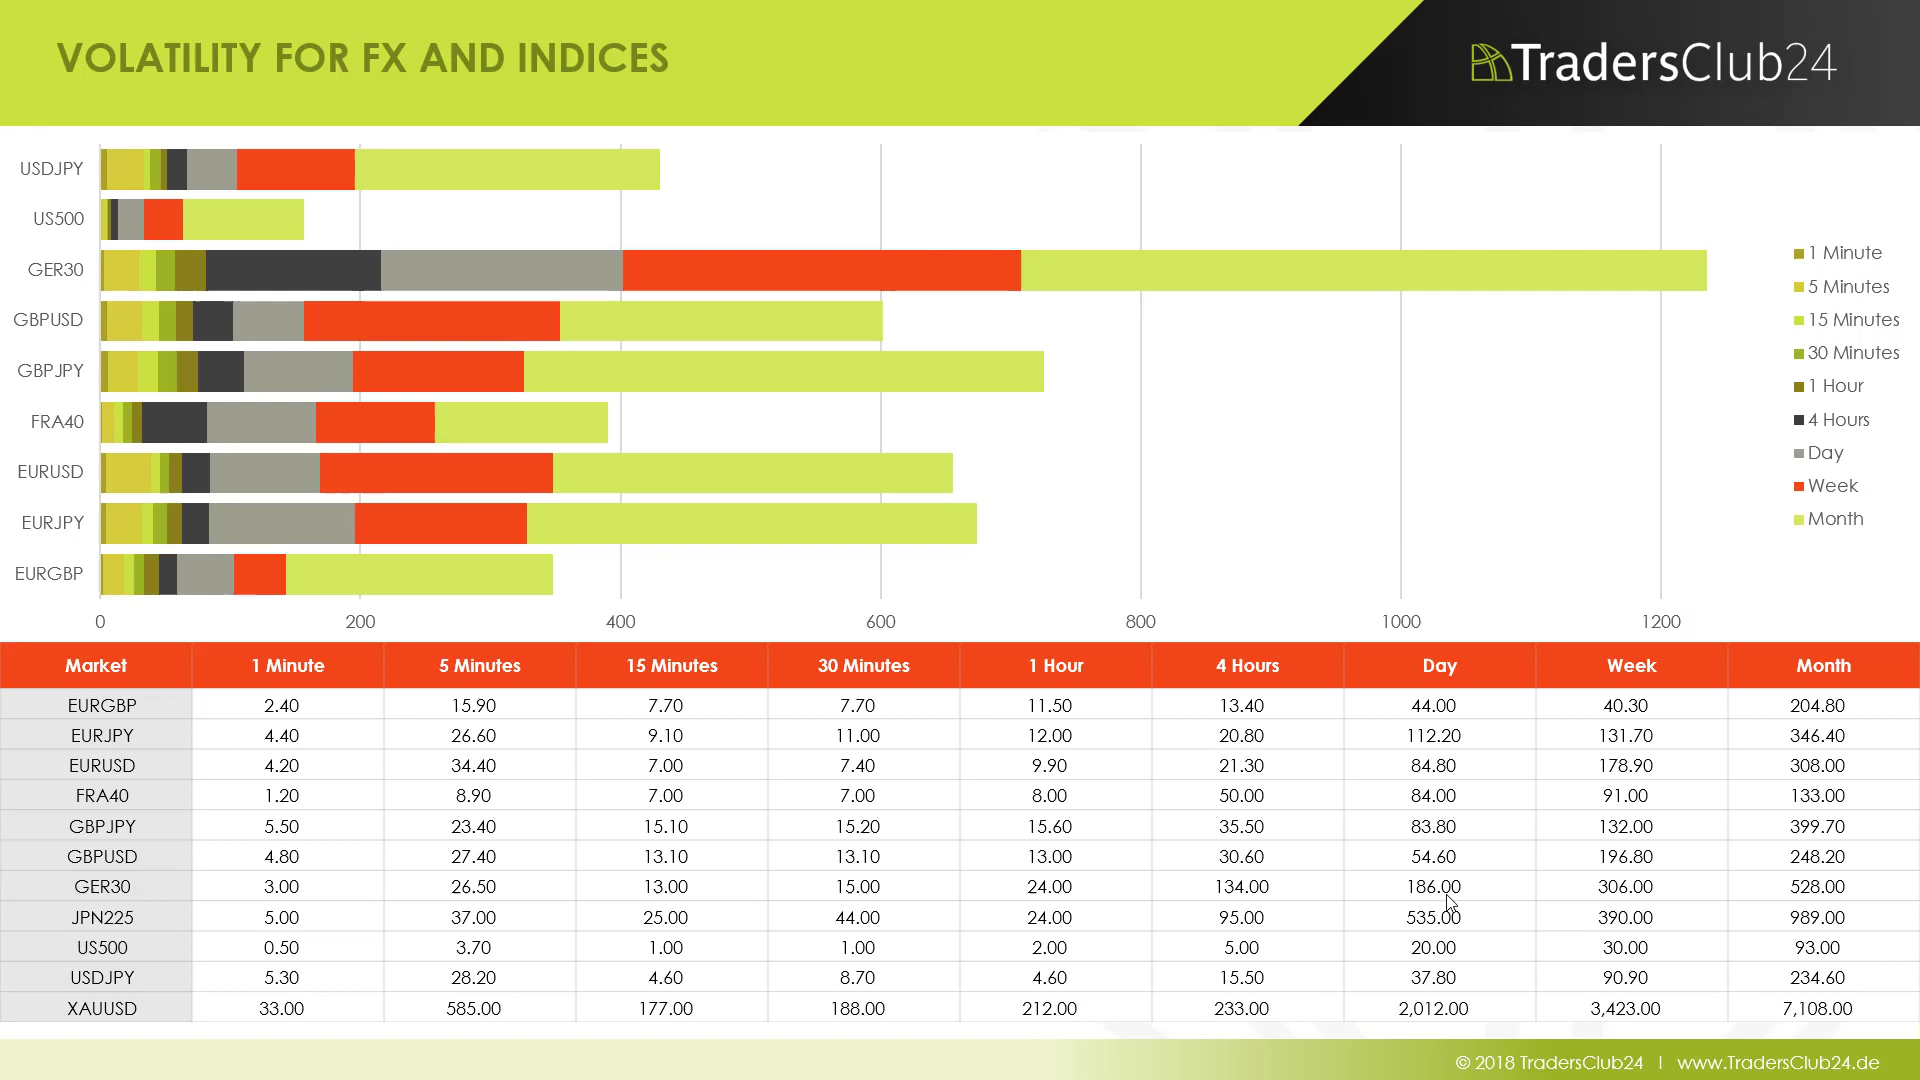 VOLATILITY FOR FX AND INDICES
TradersClub24
USDJPY
US500
GER30
GBPUSD
GBPJPY
FRA40
EURUSD
EURJPY
EURGBP
0 200 400 600 800 1000 1200
1 Minute
5 Minutes
15 Minutes
30 Minutes
1 Hour
4 Hours
Day
Week
Month
Market 1 Minute 5 Minutes 15 Minutes 30 Minutes 1 Hour 4 Hours Day Week Month
EURGBP 2.40 15.90 7.70 7.70 11.50 13.40 44.00 40.30 204.80
EURJPY 4.40 26.60 9.10 11.00 12.00 20.80 112.20 131.70 346.40
EURUSD 4.20 34.40 7.00 7.40 9.90 21.30 84.80 178.90 308.00
FRA40 1.20 8.90 7.00 7.00 8.00 50.00 84.00 91.00 133.00
GBPJPY 5.50 23.40 15.10 15.20 15.60 35.50 83.80 132.00 399.70
GBPUSD 4.80 27.40 13.10 13.10 13.00 30.60 54.60 196.80 248.20
GER30 3.00 26.50 13.00 15.00 24.00 134.00 186.00 306.00 528.00
JPN225 5.00 37.00 25.00 44.00 24.00 95.00 535.00 390.00 989.00
US500 0.50 3.70 1.00 1.00 2.00 5.00 20.00 30.00 93.00
USDJPY 5.30 28.20 4.60 8.70 4.60 15.50 37.80 90.90 234.60
XAUUSD 33.00 585.00 177.00 188.00 212.00 233.00 2,012.00 3,423.00 7,108.00
© 2018 TradersClub24 | www.TradersClub24.de